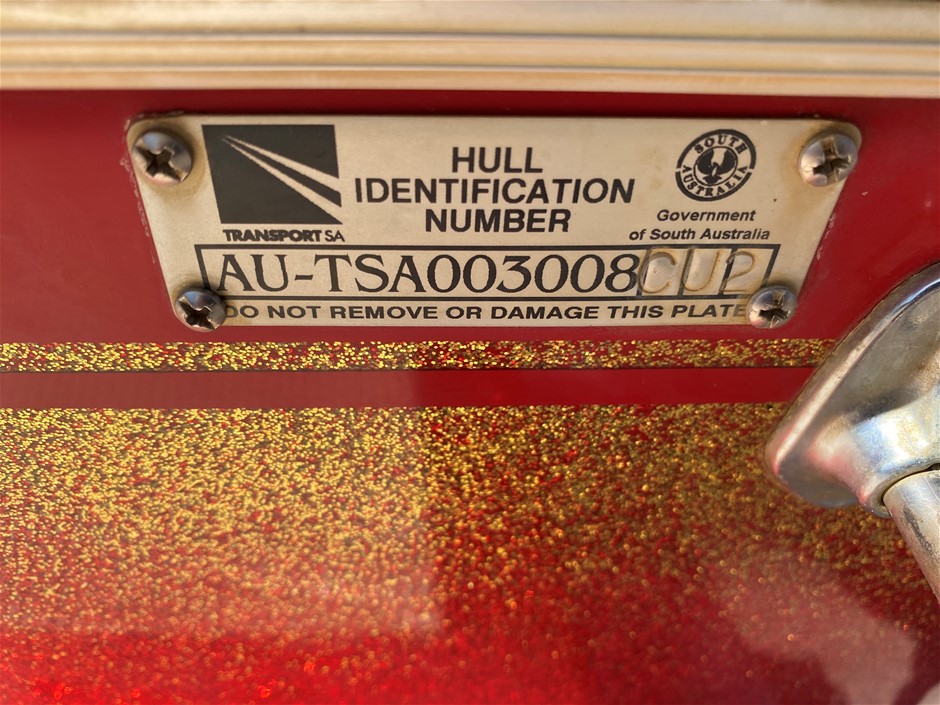 HULL
IDENTIFICATION
NUMBER
TRANSPORT SA
SOUTH AUSTRALIA
Government
of South Australia
AU-TSA003008CU2
DO NOT REMOVE OR DAMAGE THIS PLATE